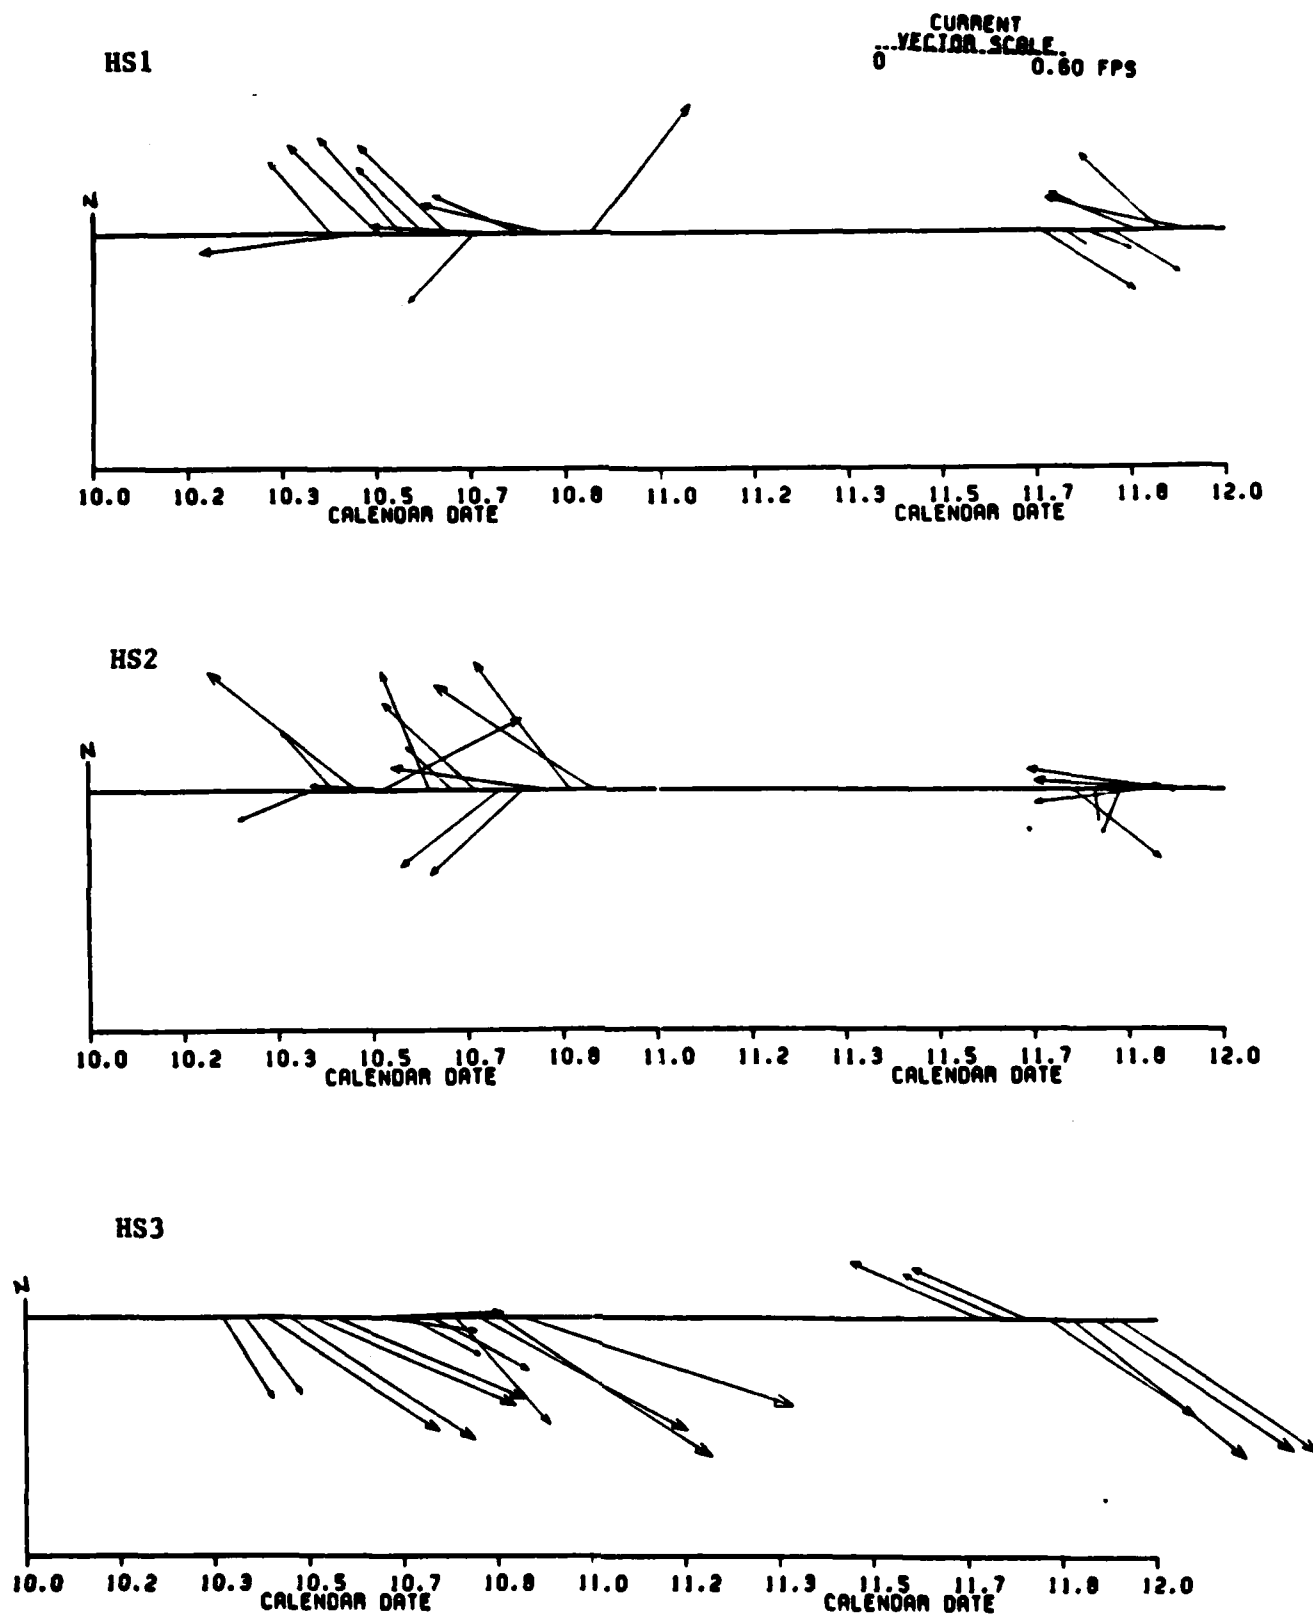 HS1
CURRENT
VECTOR SCALE
0 0.60 FPS
N
10.0 10.2 10.3 10.5 10.7 10.8 11.0 11.2 11.3 11.5 11.7 11.8 12.0
CALENDAR DATE CALENDAR DATE
HS2
N
10.0 10.2 10.3 10.5 10.7 10.8 11.0 11.2 11.3 11.5 11.7 11.8 12.0
CALENDAR DATE CALENDAR DATE
HS3
N
10.0 10.2 10.3 10.5 10.7 10.8 11.0 11.2 11.3 11.5 11.7 11.8 12.0
CALENDAR DATE CALENDAR DATE